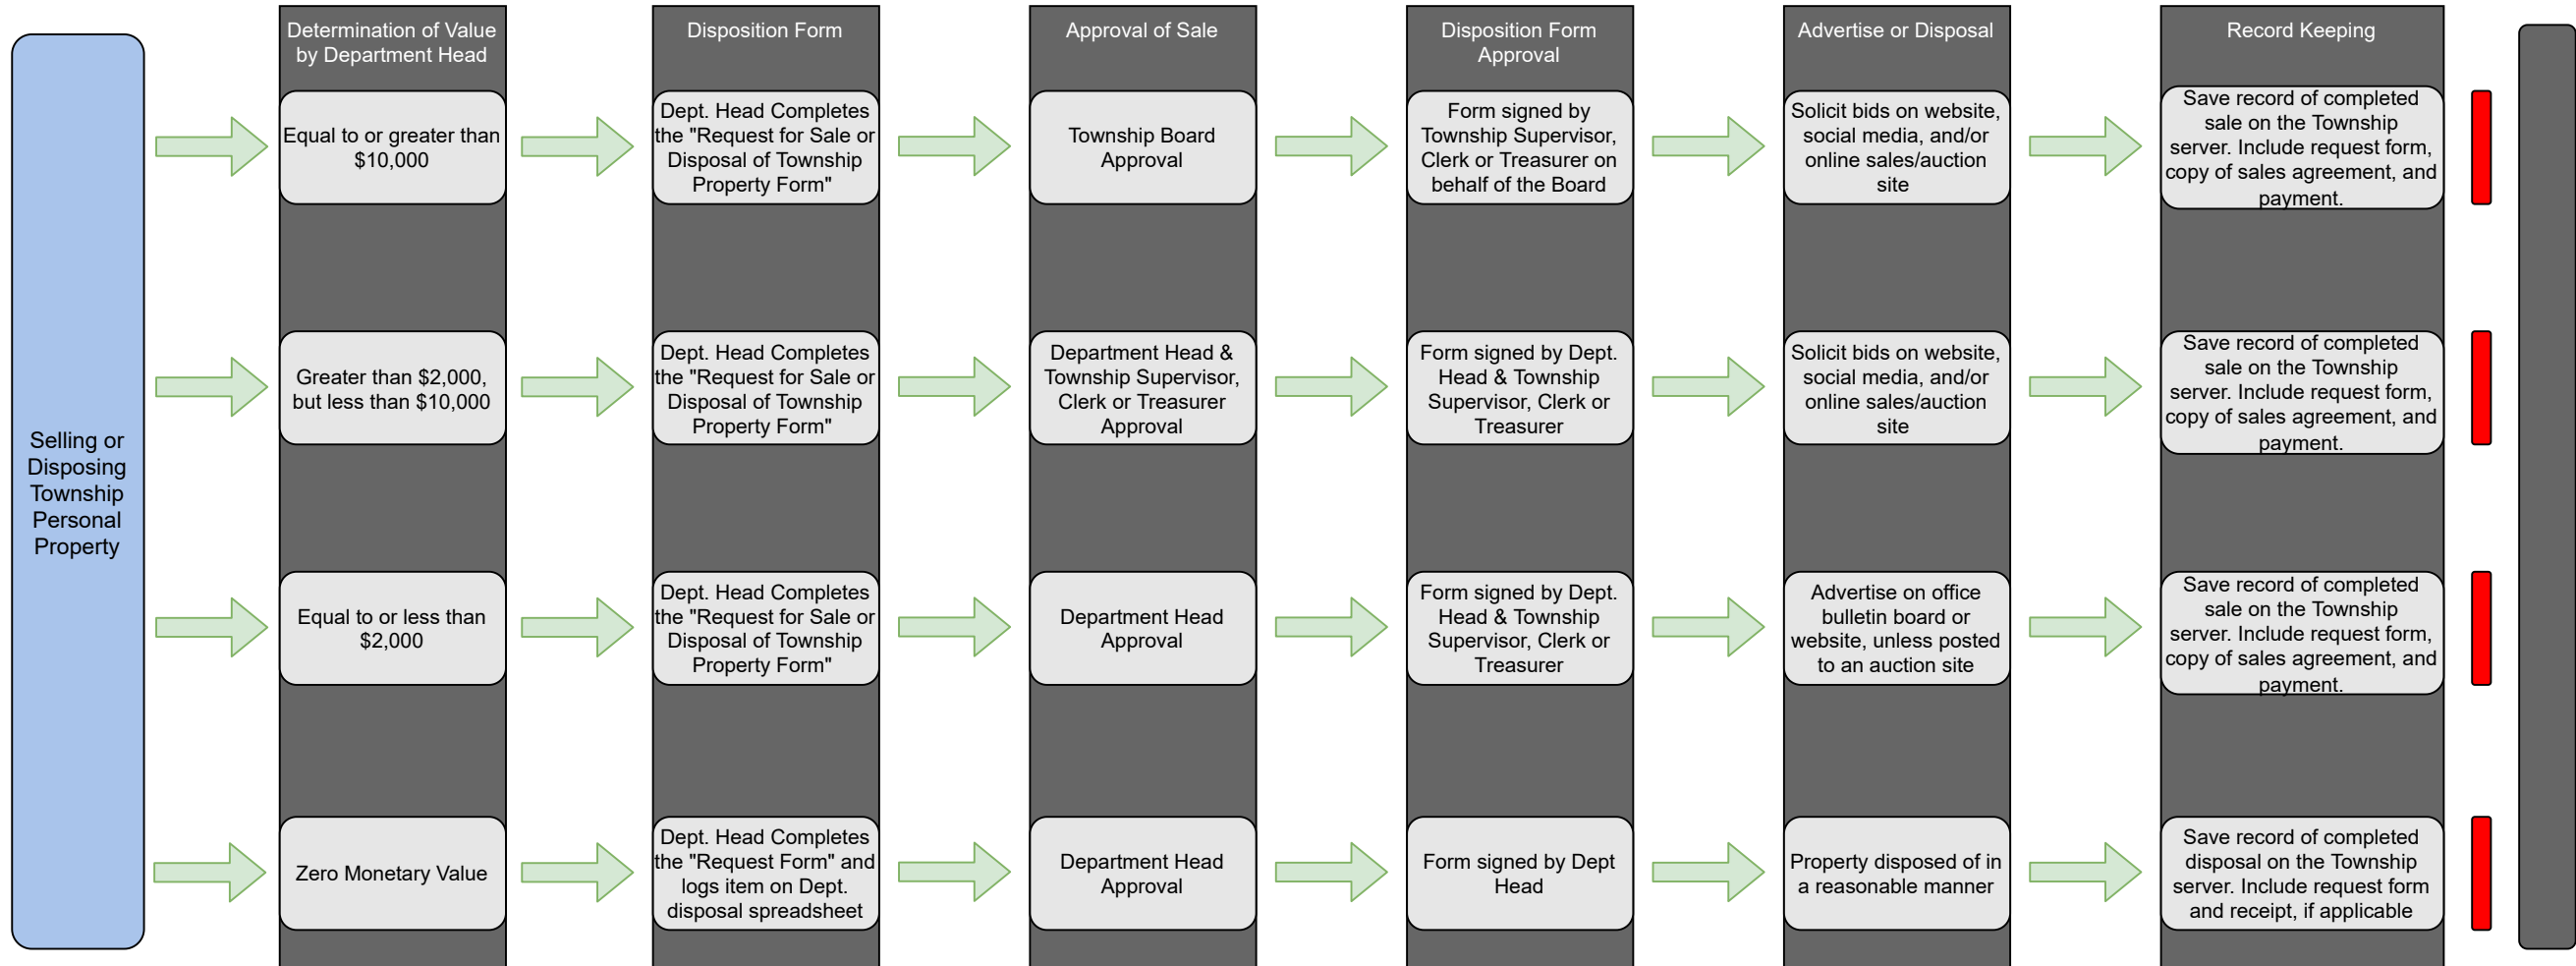 Selling or
Disposing
Township
Personal
Property
Determination of Value
by Department Head
Disposition Form
Approval of Sale
Disposition Form
Approval
Advertise or Disposal
Record Keeping
Equal to or greater than
$10,000
Dept. Head Completes
the "Request for Sale or
Disposal of Township
Property Form"
Township Board
Approval
Form signed by
Township Supervisor,
Clerk or Treasurer on
behalf of the Board
Solicit bids on website,
social media, and/or
online sales/auction
site
Save record of completed
sale on the Township
server. Include request form,
copy of sales agreement, and
payment.
Greater than $2,000,
but less than $10,000
Dept. Head Completes
the "Request for Sale or
Disposal of Township
Property Form"
Department Head &
Township Supervisor,
Clerk or Treasurer
Approval
Form signed by Dept.
Head & Township
Supervisor, Clerk or
Treasurer
Solicit bids on website,
social media, and/or
online sales/auction
site
Save record of completed
sale on the Township
server. Include request form,
copy of sales agreement, and
payment.
Equal to or less than
$2,000
Dept. Head Completes
the "Request for Sale or
Disposal of Township
Property Form"
Department Head
Approval
Form signed by Dept.
Head & Township
Supervisor, Clerk or
Treasurer
Advertise on office
bulletin board or
website, unless posted
to an auction site
Save record of completed
sale on the Township
server. Include request form,
copy of sales agreement, and
payment.
Zero Monetary Value
Dept. Head Completes
the "Request Form" and
logs item on Dept.
disposal spreadsheet
Department Head
Approval
Form signed by Dept
Head
Property disposed of in
a reasonable manner
Save record of completed
disposal on the Township
server. Include request form
and receipt, if applicable